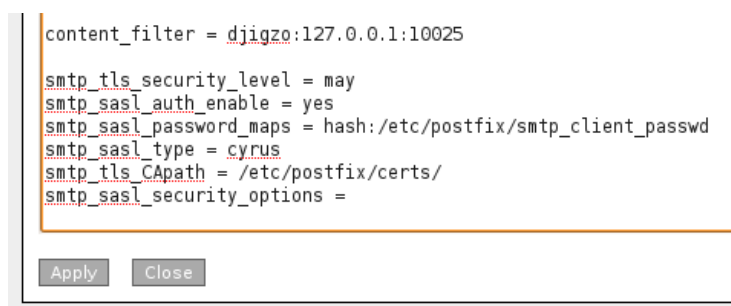 content_filter = djigzo:127.0.0.1:10025
smtp_tls_security_level = may
smtp_sasl_auth_enable = yes
smtp_sasl_password_maps = hash:/etc/postfix/smtp_client_passwd
smtp_sasl_type = cyrus
smtp_tls_CApath = /etc/postfix/certs/
smtp_sasl_security_options =
Apply Close